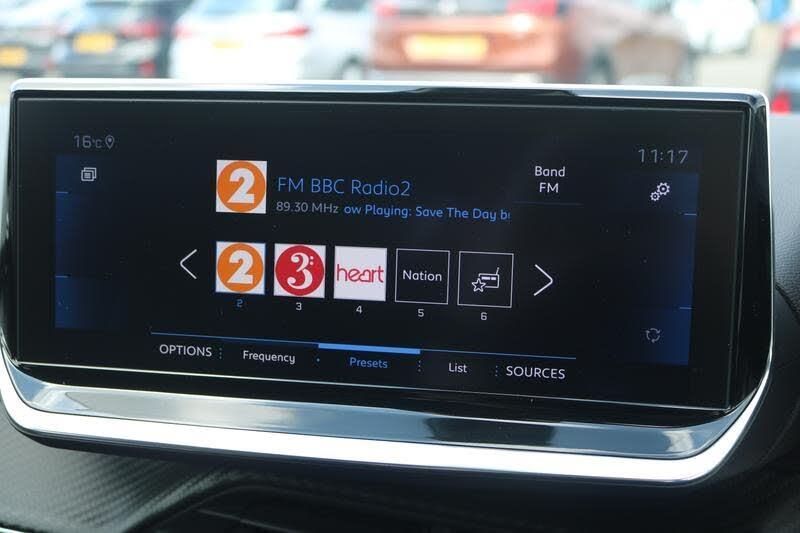 16°C
11:17
2
FM BBC Radio2
89.30 MHz ow Playing: Save The Day b
Band
FM
2
3:
heart
Nation
2
3
4
5
6
OPTIONS
Frequency
Presets
List
SOURCES